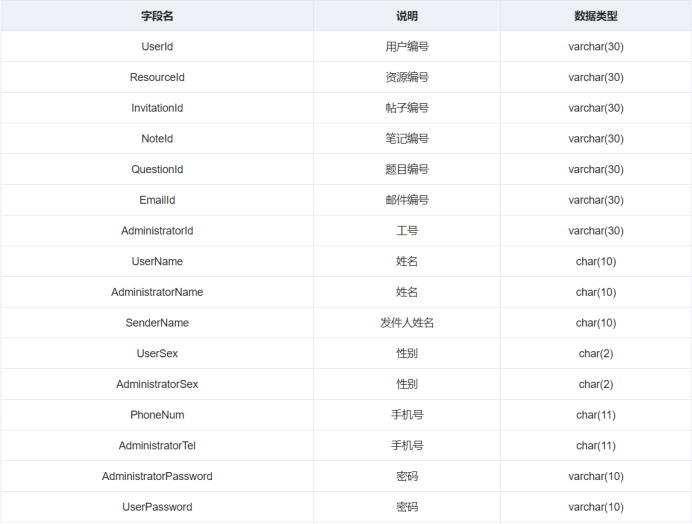 字段名 说明 数据类型
UserId 用户编号 varchar(30)
ResourceId 资源编号 varchar(30)
InvitationId 帖子编号 varchar(30)
NoteId 笔记编号 varchar(30)
QuestionId 题目编号 varchar(30)
EmailId 邮件编号 varchar(30)
AdministratorId 工号 varchar(30)
UserName 姓名 char(10)
AdministratorName 姓名 char(10)
SenderName 发件人姓名 char(10)
UserSex 性别 char(2)
AdministratorSex 性别 char(2)
PhoneNum 手机号 char(11)
AdministratorTel 手机号 char(11)
AdministratorPassword 密码 varchar(10)
UserPassword 密码 varchar(10)